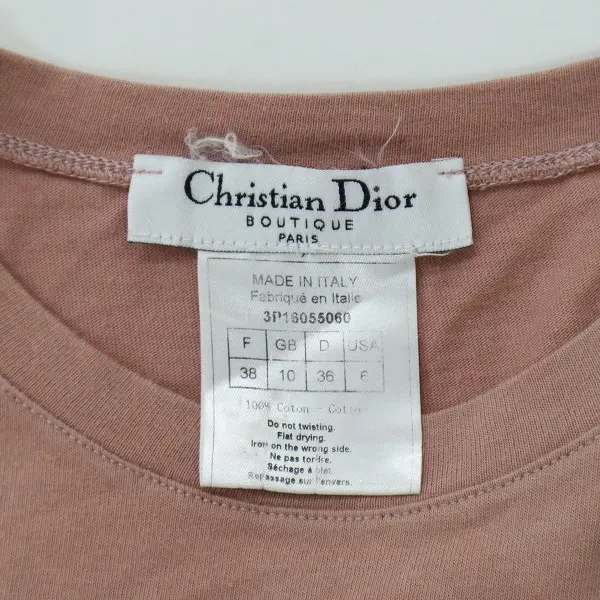 Christian Dior
BOUTIQUE
PARIS
MADE IN ITALY
Fabriqué en Italie
3P16055060
F GB D USA
38 10 36 6
100% Coton - Cotton
Do not twisting.
Flat drying.
Iron on the wrong side.
Ne pas tordre.
Séchage à plat.
Repassage sur l'envers.